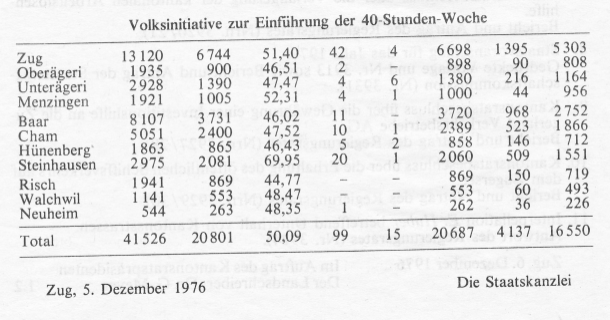 Volksinitiative zur Einführung der 40-Stunden-Woche
Zug 13 120 6 744 51,40 42 4 6 698 1 395 5 303
Oberägeri 1 935 900 46,51 2 – 898 90 808
Unterägeri 2 928 1 390 47,47 4 6 1 380 216 1 164
Menzingen 1 921 1 005 52,31 4 1 1 000 44 956
Baar 8 107 3 731 46,02 11 – 3 720 968 2 752
Cham 5 051 2 400 47,52 10 1 2 389 523 1 866
Hünenberg 1 863 865 46,43 5 2 858 146 712
Steinhausen 2 975 2 081 69,95 20 1 2 060 509 1 551
Risch 1 941 869 44,77 – – 869 150 719
Walchwil 1 141 553 48,47 – – 553 60 493
Neuheim 544 263 48,35 1 – 262 36 226
Total 41 526 20 801 50,09 99 15 20 687 4 137 16 550
Zug, 5. Dezember 1976 Die Staatskanzlei